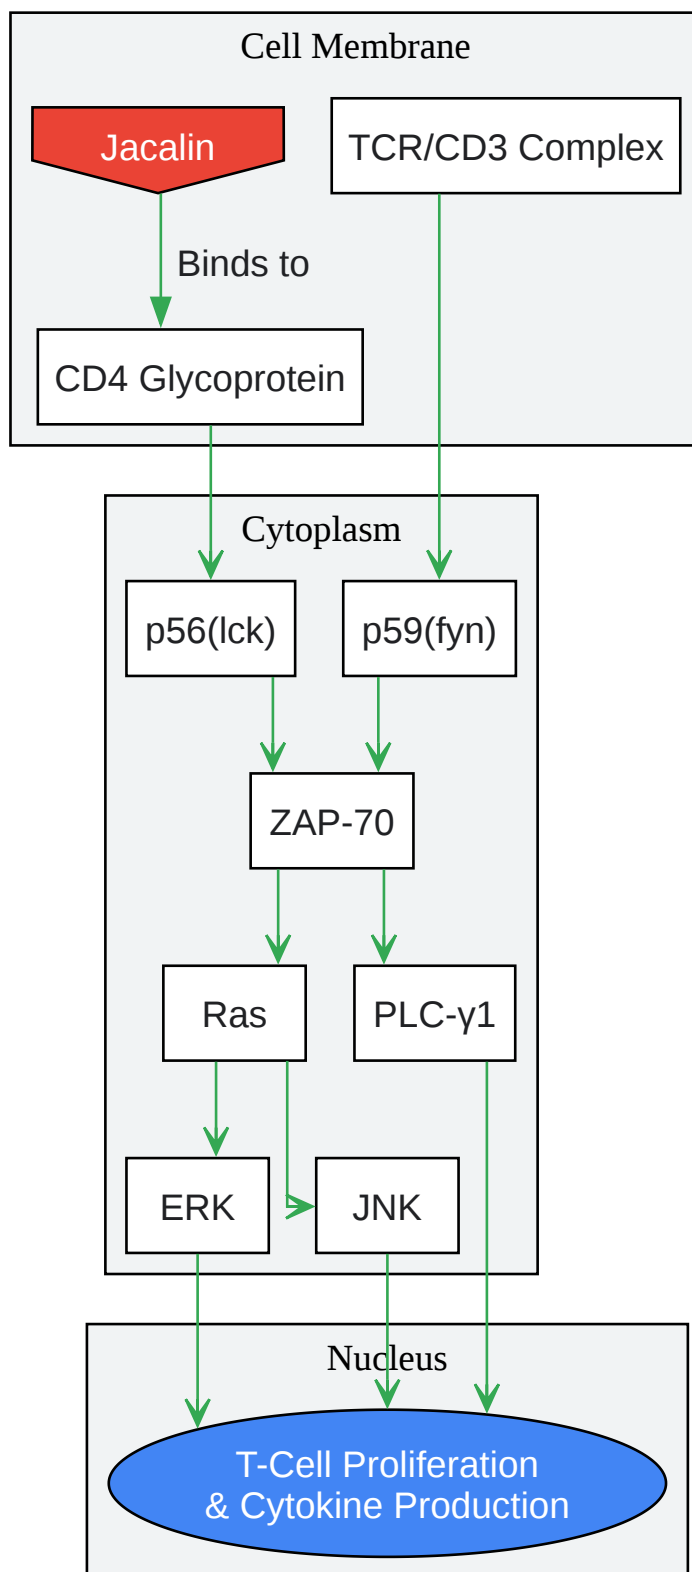 Cell Membrane
Jacalin
TCR/CD3 Complex
Binds to
CD4 Glycoprotein
Cytoplasm
p56(lck)
p59(fyn)
ZAP-70
Ras
PLC-γ1
ERK
JNK
Nucleus
T-Cell Proliferation
& Cytokine Production